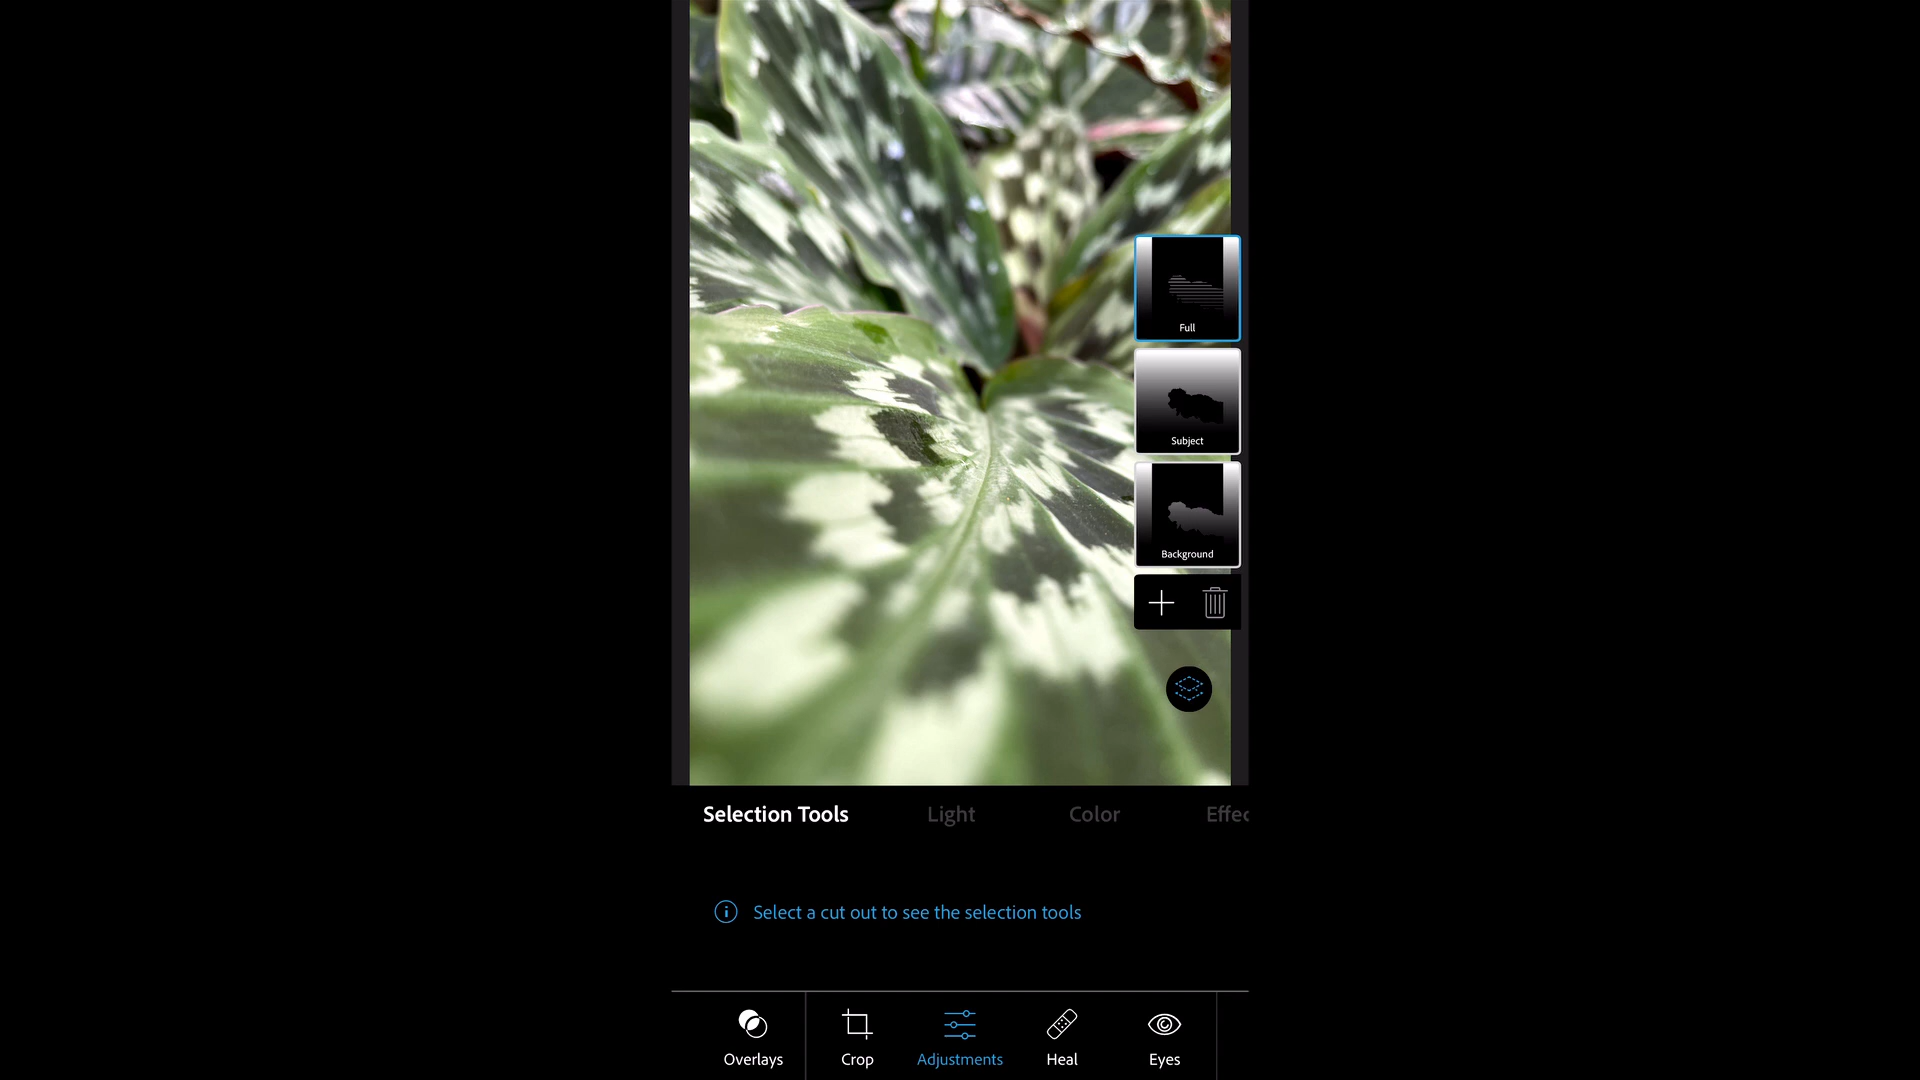 Full
Subject
Background
Selection Tools Light Color Effec
Select a cut out to see the selection tools
Overlays Crop Adjustments Heal Eyes